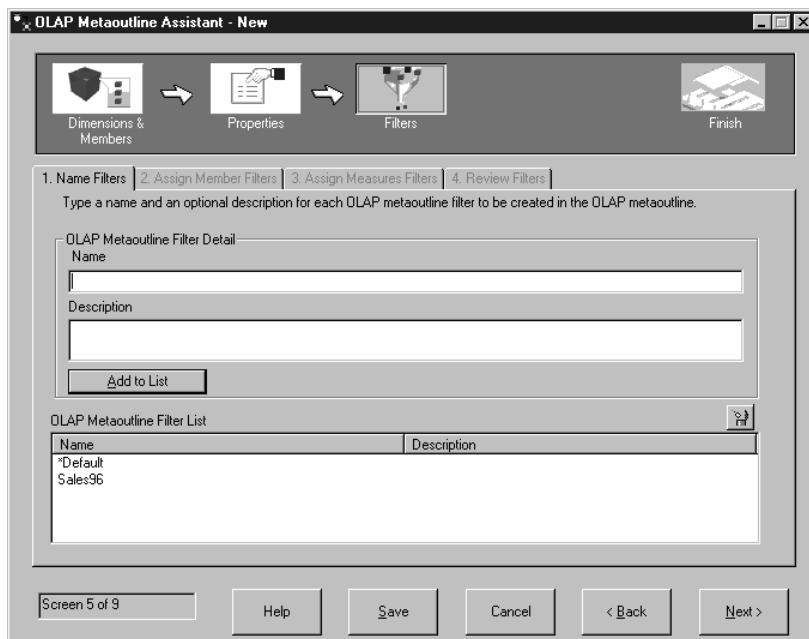 OLAP Metaoutline Assistant - New
Dimensions &
Members
Properties
Filters
Finish
1. Name Filters
2. Assign Member Filters
3. Assign Measures Filters
4. Review Filters
Type a name and an optional description for each OLAP metaoutline filter to be created in the OLAP metaoutline.
OLAP Metaoutline Filter Detail
Name
Description
Add to List
OLAP Metaoutline Filter List
Name Description
*Default
Sales96
Screen 5 of 9
Help
Save
Cancel
< Back
Next >